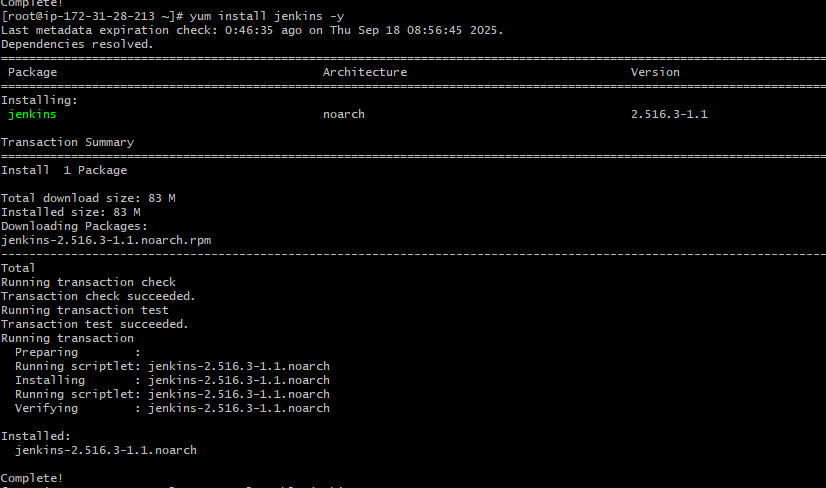 Complete!
[root@ip-172-31-28-213 ~]# yum install jenkins -y
Last metadata expiration check: 0:46:35 ago on Thu Sep 18 08:56:45 2025.
Dependencies resolved.
Package Architecture Version
Installing:
jenkins noarch 2.516.3-1.1
Transaction Summary
Install 1 Package
Total download size: 83 M
Installed size: 83 M
Downloading Packages:
jenkins-2.516.3-1.1.noarch.rpm
Total
Running transaction check
Transaction check succeeded.
Running transaction test
Transaction test succeeded.
Running transaction
Preparing :
Running scriptlet: jenkins-2.516.3-1.1.noarch
Installing : jenkins-2.516.3-1.1.noarch
Running scriptlet: jenkins-2.516.3-1.1.noarch
Verifying : jenkins-2.516.3-1.1.noarch
Installed:
jenkins-2.516.3-1.1.noarch
Complete!